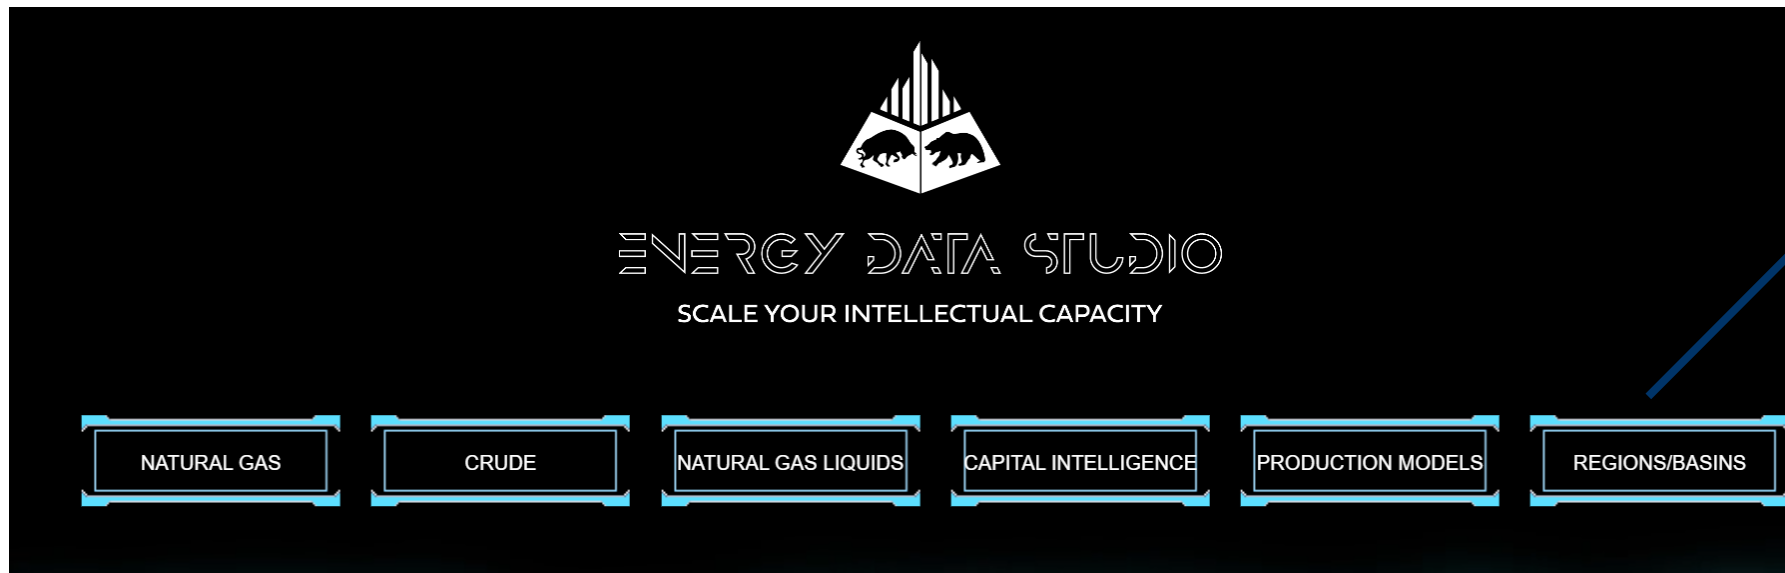 ENERGY DATA STUDIO
SCALE YOUR INTELLECTUAL CAPACITY
NATURAL GAS
CRUDE
NATURAL GAS LIQUIDS
CAPITAL INTELLIGENCE
PRODUCTION MODELS
REGIONS/BASINS